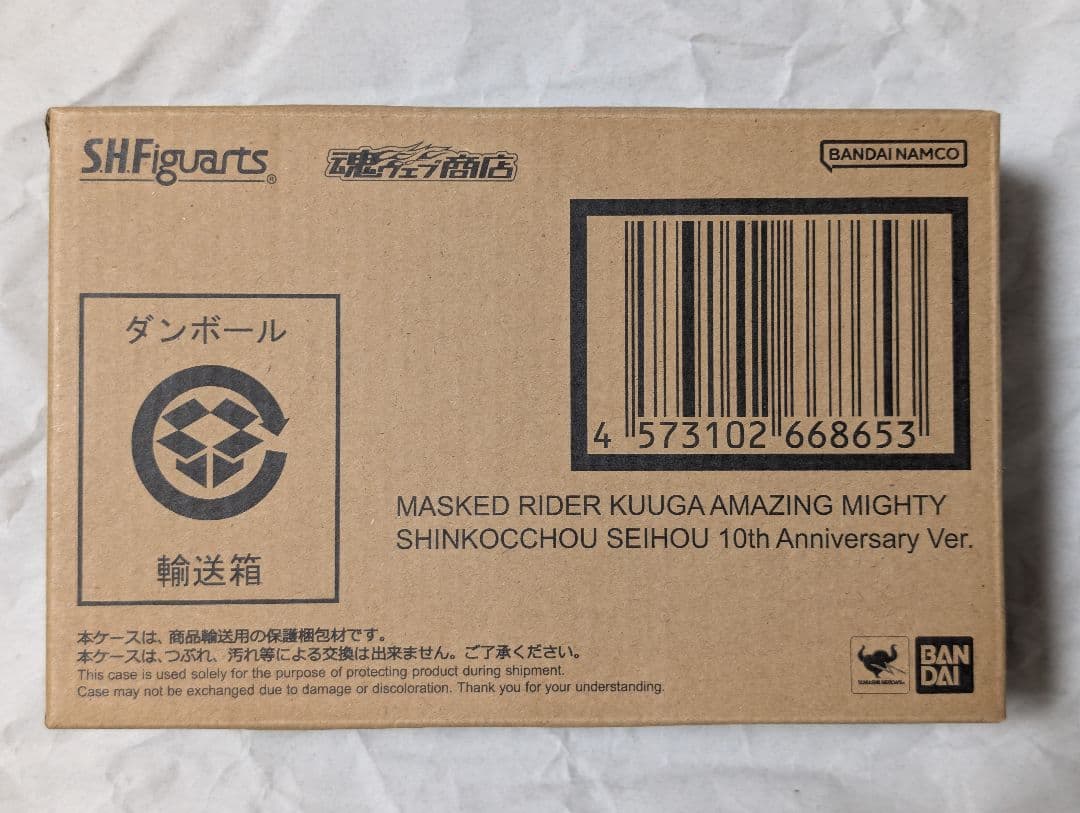 S.H.Figuarts®
魂ウェブ商店
BANDAI NAMCO
4 573102 668653
ダンボール
輸送箱
MASKED RIDER KUUGA AMAZING MIGHTY
SHINKOCCHOU SEIHOU 10th Anniversary Ver.
本ケースは、商品輸送用の保護梱包材です。
本ケースは、つぶれ、汚れ等による交換は出来ません。ご了承ください。
This case is used solely for the purpose of protecting product during shipment.
Case may not be exchanged due to damage or discoloration. Thank you for your understanding.
TAMASHII NATIONS
BAN
DAI